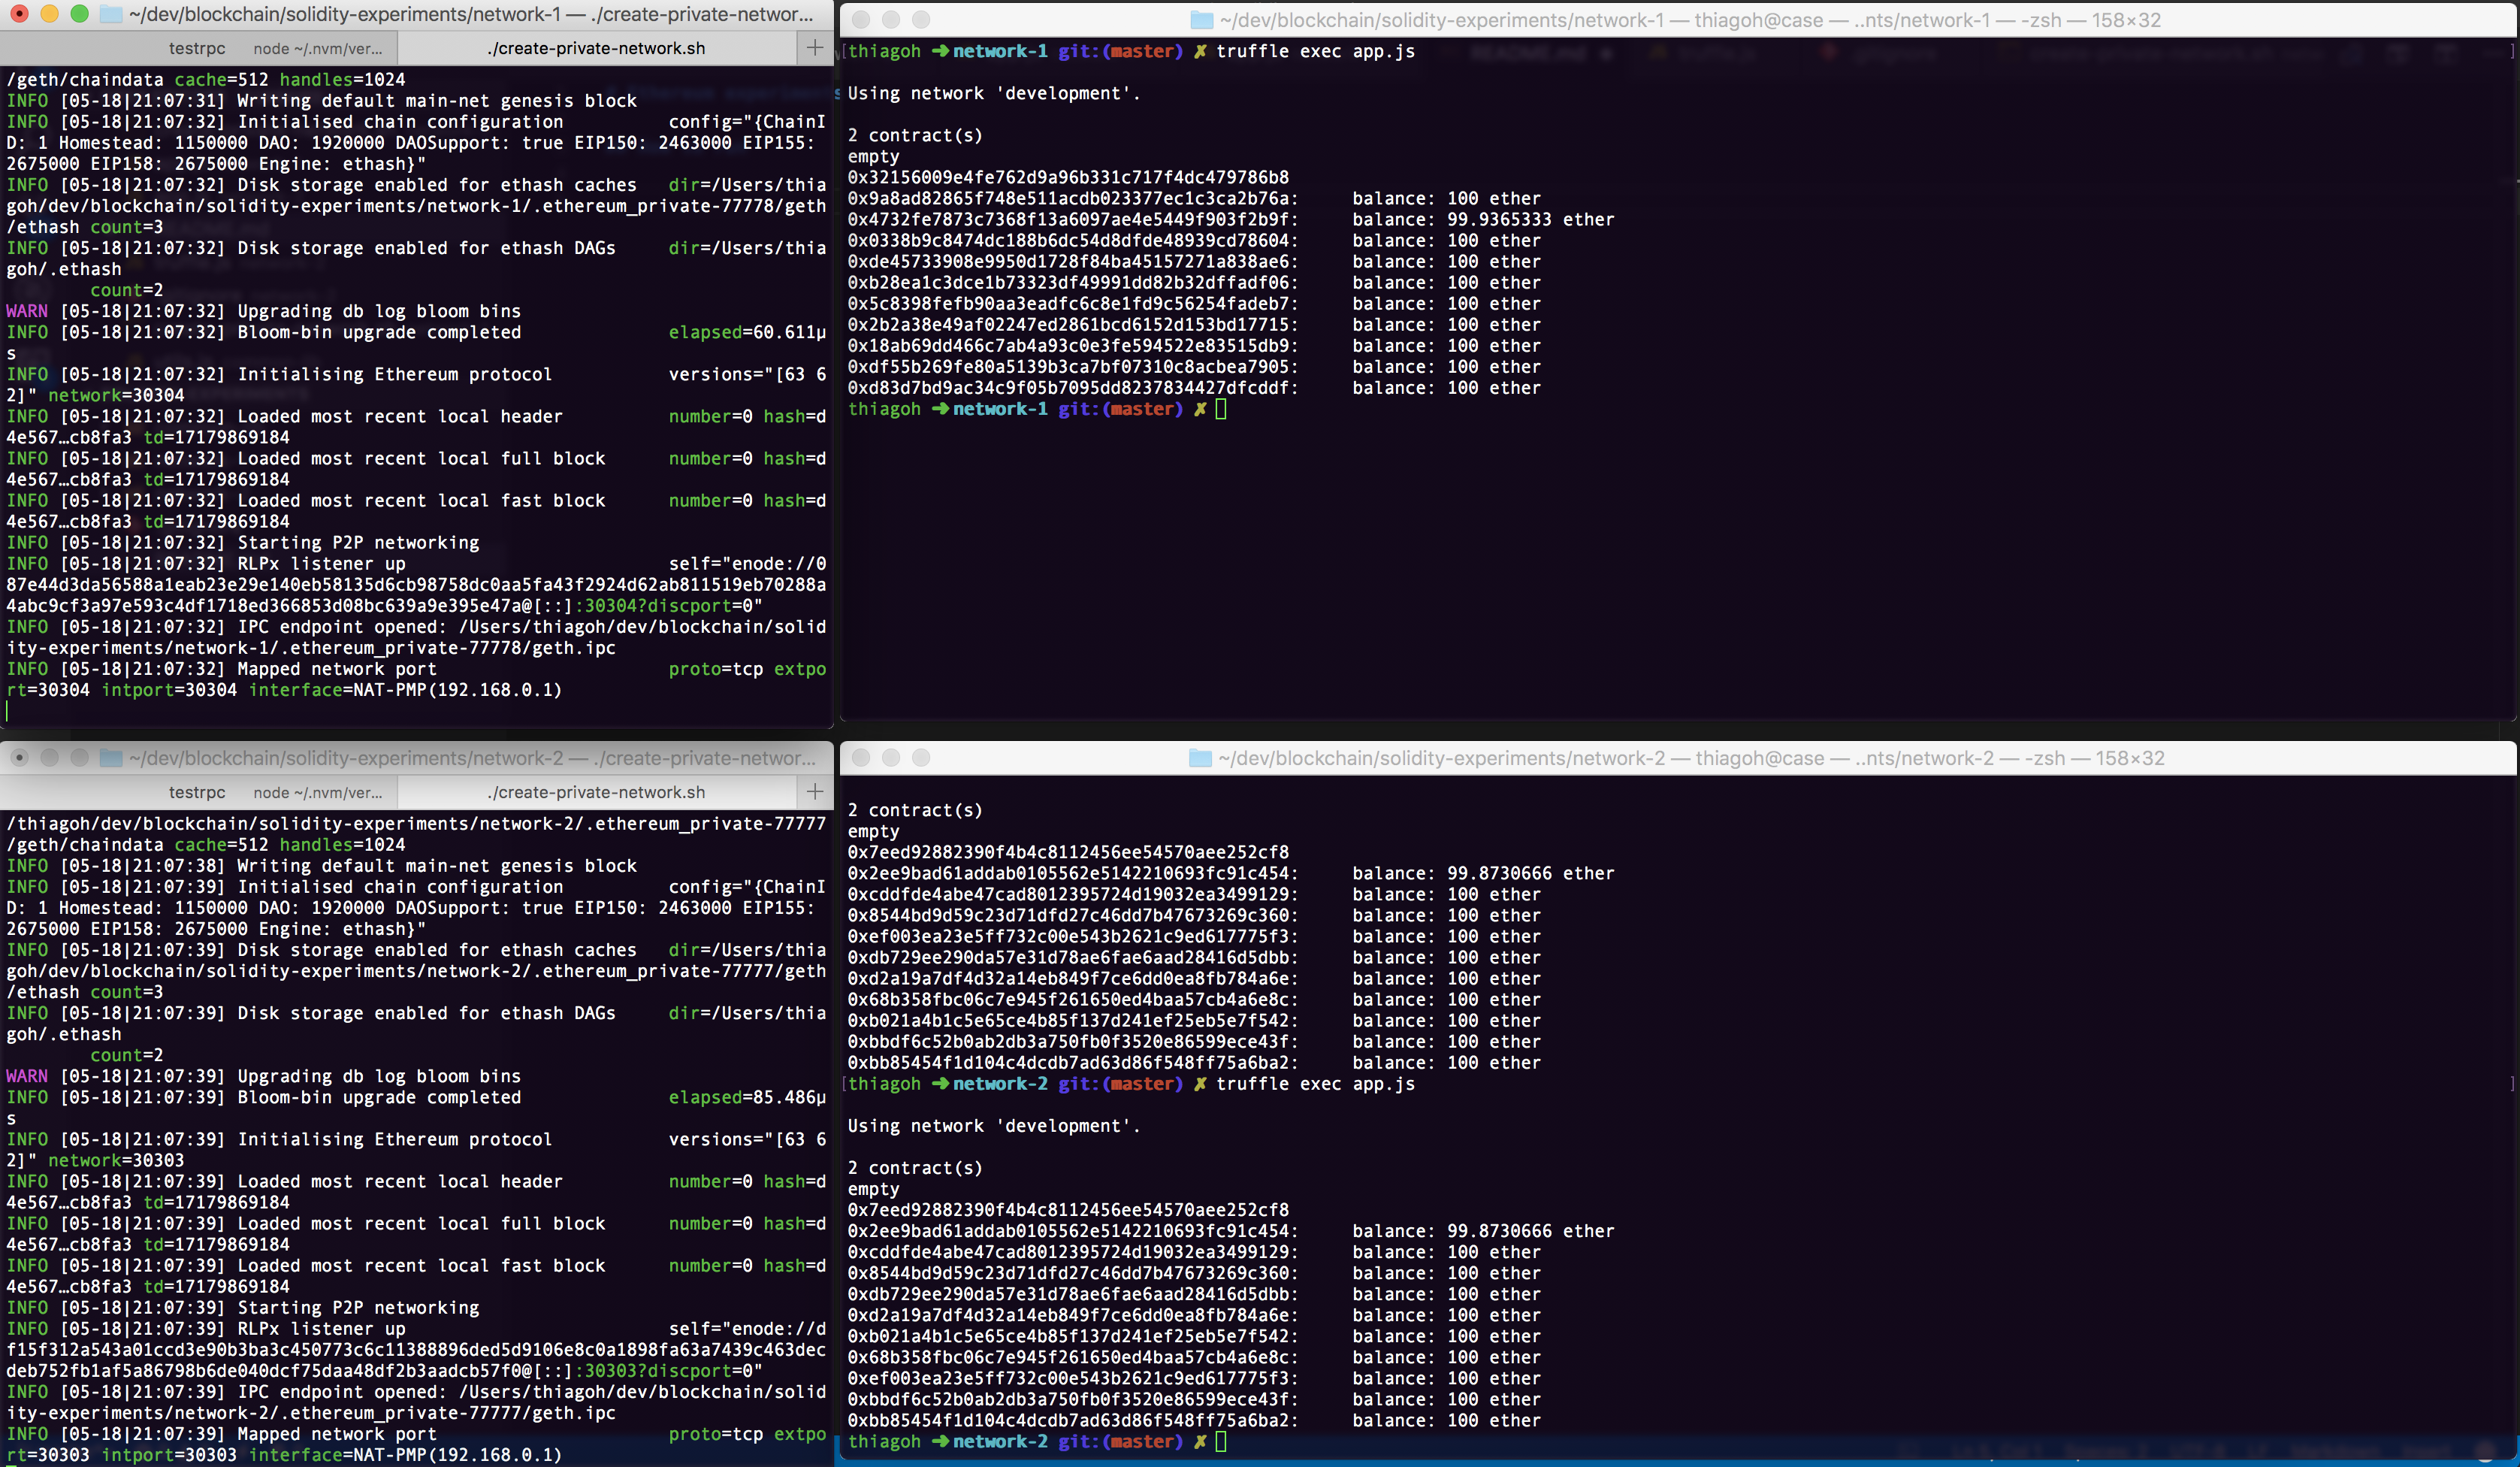 ~/dev/blockchain/solidity-experiments/network-1 — ./create-private-networ...
testrpc node ~/.nvm/ver... ./create-private-network.sh +
/geth/chaindata cache=512 handles=1024
INFO [05-18|21:07:31] Writing default main-net genesis block
INFO [05-18|21:07:32] Initialised chain configuration config="{ChainI
D: 1 Homestead: 1150000 DAO: 1920000 DAOSupport: true EIP150: 2463000 EIP155:
2675000 EIP158: 2675000 Engine: ethash}"
INFO [05-18|21:07:32] Disk storage enabled for ethash caches dir=/Users/thia
goh/dev/blockchain/solidity-experiments/network-1/.ethereum_private-77778/geth
/ethash count=3
INFO [05-18|21:07:32] Disk storage enabled for ethash DAGs dir=/Users/thia
goh/.ethash
count=2
WARN [05-18|21:07:32] Upgrading db log bloom bins
INFO [05-18|21:07:32] Bloom-bin upgrade completed elapsed=60.611µ
s
INFO [05-18|21:07:32] Initialising Ethereum protocol versions="[63 6
2]" network=30304
INFO [05-18|21:07:32] Loaded most recent local header number=0 hash=d
4e567…cb8fa3 td=17179869184
INFO [05-18|21:07:32] Loaded most recent local full block number=0 hash=d
4e567…cb8fa3 td=17179869184
INFO [05-18|21:07:32] Loaded most recent local fast block number=0 hash=d
4e567…cb8fa3 td=17179869184
INFO [05-18|21:07:32] Starting P2P networking
INFO [05-18|21:07:32] RLPx listener up self="enode://0
87e44d3da56588a1eab23e29e140eb58135d6cb98758dc0aa5fa43f2924d62ab811519eb70288a
4abc9cf3a97e593c4df1718ed366853d08bc639a9e395e47a@[::]:30304?discport=0"
INFO [05-18|21:07:32] IPC endpoint opened: /Users/thiagoh/dev/blockchain/solid
ity-experiments/network-1/.ethereum_private-77778/geth.ipc
INFO [05-18|21:07:32] Mapped network port proto=tcp extpo
rt=30304 intport=30304 interface=NAT-PMP(192.168.0.1)
~/dev/blockchain/solidity-experiments/network-1 — thiagoh@case — ..nts/network-1 — -zsh — 158×32
[thiagoh ➜ network-1 git:(master) ✗ truffle exec app.js ]
Using network 'development'.
2 contract(s)
empty
0x32156009e4fe762d9a96b331c717f4dc479786b8
0x9a8ad82865f748e511acdb023377ec1c3ca2b76a: balance: 100 ether
0x4732fe7873c7368f13a6097ae4e5449f903f2b9f: balance: 99.9365333 ether
0x0338b9c8474dc188b6dc54d8dfde48939cd78604: balance: 100 ether
0xde45733908e9950d1728f84ba45157271a838ae6: balance: 100 ether
0xb28ea1c3dce1b73323df49991dd82b32dffadf06: balance: 100 ether
0x5c8398fefb90aa3eadfc6c8e1fd9c56254fadeb7: balance: 100 ether
0x2b2a38e49af02247ed2861bcd6152d153bd17715: balance: 100 ether
0x18ab69dd466c7ab4a93c0e3fe594522e83515db9: balance: 100 ether
0xdf55b269fe80a5139b3ca7bf07310c8acbea7905: balance: 100 ether
0xd83d7bd9ac34c9f05b7095dd8237834427dfcddf: balance: 100 ether
thiagoh ➜ network-1 git:(master) ✗
~/dev/blockchain/solidity-experiments/network-2 — ./create-private-networ...
testrpc node ~/.nvm/ver... ./create-private-network.sh +
/thiagoh/dev/blockchain/solidity-experiments/network-2/.ethereum_private-77777
/geth/chaindata cache=512 handles=1024
INFO [05-18|21:07:38] Writing default main-net genesis block
INFO [05-18|21:07:39] Initialised chain configuration config="{ChainI
D: 1 Homestead: 1150000 DAO: 1920000 DAOSupport: true EIP150: 2463000 EIP155:
2675000 EIP158: 2675000 Engine: ethash}"
INFO [05-18|21:07:39] Disk storage enabled for ethash caches dir=/Users/thia
goh/dev/blockchain/solidity-experiments/network-2/.ethereum_private-77777/geth
/ethash count=3
INFO [05-18|21:07:39] Disk storage enabled for ethash DAGs dir=/Users/thia
goh/.ethash
count=2
WARN [05-18|21:07:39] Upgrading db log bloom bins
INFO [05-18|21:07:39] Bloom-bin upgrade completed elapsed=85.486µ
s
INFO [05-18|21:07:39] Initialising Ethereum protocol versions="[63 6
2]" network=30303
INFO [05-18|21:07:39] Loaded most recent local header number=0 hash=d
4e567…cb8fa3 td=17179869184
INFO [05-18|21:07:39] Loaded most recent local full block number=0 hash=d
4e567…cb8fa3 td=17179869184
INFO [05-18|21:07:39] Loaded most recent local fast block number=0 hash=d
4e567…cb8fa3 td=17179869184
INFO [05-18|21:07:39] Starting P2P networking
INFO [05-18|21:07:39] RLPx listener up self="enode://d
f15f312a543a01ccd3e90b3ba3c450773c6c11388896ded5d9106e8c0a1898fa63a7439c463dec
deb752fb1af5a86798b6de040dcf75daa48df2b3aadcb57f0@[::]:30303?discport=0"
INFO [05-18|21:07:39] IPC endpoint opened: /Users/thiagoh/dev/blockchain/solid
ity-experiments/network-2/.ethereum_private-77777/geth.ipc
INFO [05-18|21:07:39] Mapped network port proto=tcp extpo
rt=30303 intport=30303 interface=NAT-PMP(192.168.0.1)
~/dev/blockchain/solidity-experiments/network-2 — thiagoh@case — ..nts/network-2 — -zsh — 158×32
2 contract(s)
empty
0x7eed92882390f4b4c8112456ee54570aee252cf8
0x2ee9bad61addab0105562e5142210693fc91c454: balance: 99.8730666 ether
0xcddfde4abe47cad8012395724d19032ea3499129: balance: 100 ether
0x8544bd9d59c23d71dfd27c46dd7b47673269c360: balance: 100 ether
0xef003ea23e5ff732c00e543b2621c9ed617775f3: balance: 100 ether
0xdb729ee290da57e31d78ae6fae6aad28416d5dbb: balance: 100 ether
0xd2a19a7df4d32a14eb849f7ce6dd0ea8fb784a6e: balance: 100 ether
0x68b358fbc06c7e945f261650ed4baa57cb4a6e8c: balance: 100 ether
0xb021a4b1c5e65ce4b85f137d241ef25eb5e7f542: balance: 100 ether
0xbbdf6c52b0ab2db3a750fb0f3520e86599ece43f: balance: 100 ether
0xbb85454f1d104c4dcdb7ad63d86f548ff75a6ba2: balance: 100 ether
[thiagoh ➜ network-2 git:(master) ✗ truffle exec app.js ]
Using network 'development'.
2 contract(s)
empty
0x7eed92882390f4b4c8112456ee54570aee252cf8
0x2ee9bad61addab0105562e5142210693fc91c454: balance: 99.8730666 ether
0xcddfde4abe47cad8012395724d19032ea3499129: balance: 100 ether
0x8544bd9d59c23d71dfd27c46dd7b47673269c360: balance: 100 ether
0xdb729ee290da57e31d78ae6fae6aad28416d5dbb: balance: 100 ether
0xd2a19a7df4d32a14eb849f7ce6dd0ea8fb784a6e: balance: 100 ether
0xb021a4b1c5e65ce4b85f137d241ef25eb5e7f542: balance: 100 ether
0x68b358fbc06c7e945f261650ed4baa57cb4a6e8c: balance: 100 ether
0xef003ea23e5ff732c00e543b2621c9ed617775f3: balance: 100 ether
0xbbdf6c52b0ab2db3a750fb0f3520e86599ece43f: balance: 100 ether
0xbb85454f1d104c4dcdb7ad63d86f548ff75a6ba2: balance: 100 ether
thiagoh ➜ network-2 git:(master) ✗